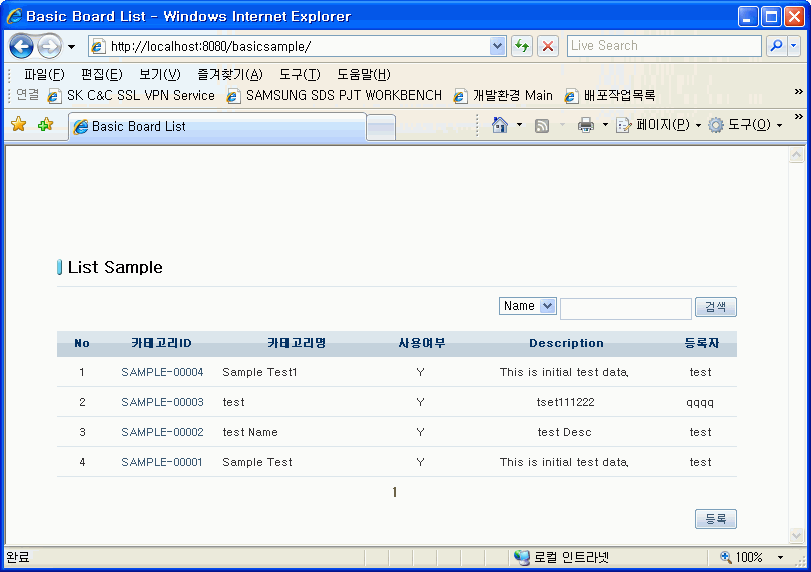 Basic Board List - Windows Internet Explorer
http://localhost:8080/basicsample/
Live Search
파일(F) 편집(E) 보기(V) 즐겨찾기(A) 도구(T) 도움말(H)
연결 SK C&C SSL VPN Service SAMSUNG SDS PJT WORKBENCH 개발환경 Main 배포작업목록 »
Basic Board List 페이지(P) 도구(O) »
List Sample
Name 검색
No 카테고리ID 카테고리명 사용여부 Description 등록자
1 SAMPLE-00004 Sample Test1 Y This is initial test data. test
2 SAMPLE-00003 test Y tset111222 qqqq
3 SAMPLE-00002 test Name Y test Desc test
4 SAMPLE-00001 Sample Test Y This is initial test data. test
1
등록
완료 로컬 인트라넷 100%